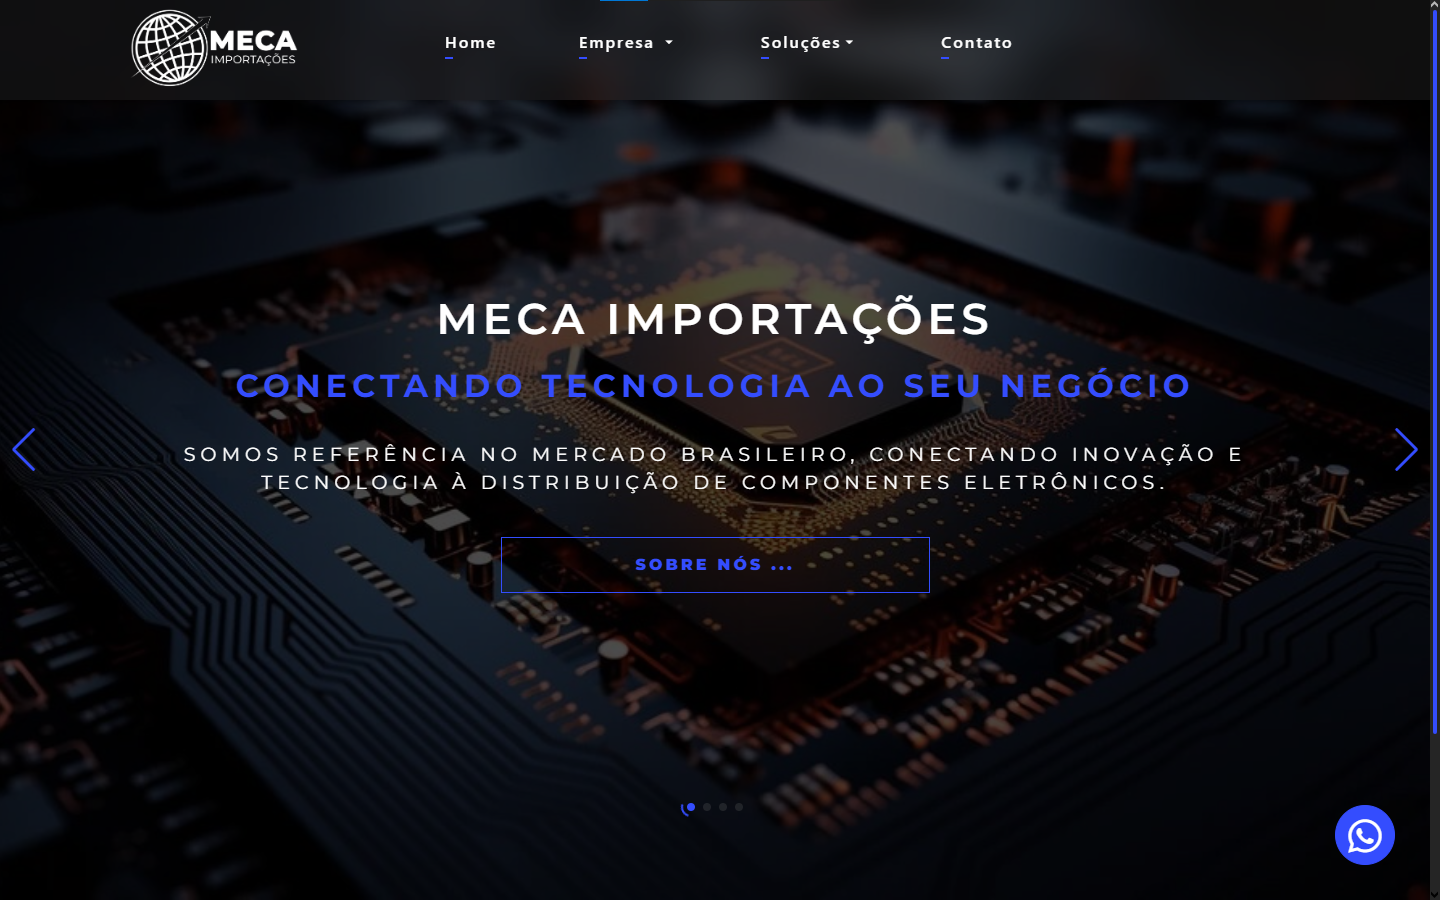 MECA
IMPORTAÇÕES
Home
Empresa
Soluções
Contato
MECA IMPORTAÇÕES
CONECTANDO TECNOLOGIA AO SEU NEGÓCIO
SOMOS REFERÊNCIA NO MERCADO BRASILEIRO, CONECTANDO INOVAÇÃO E
TECNOLOGIA À DISTRIBUIÇÃO DE COMPONENTES ELETRÔNICOS.
SOBRE NÓS ...